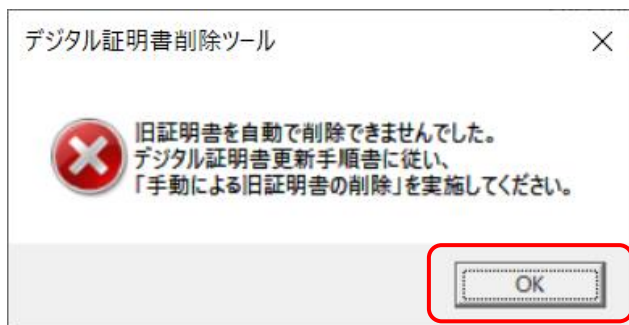 デジタル証明書削除ツール
旧証明書を自動で削除できませんでした。
デジタル証明書更新手順書に従い、
「手動による旧証明書の削除」を実施してください。
OK